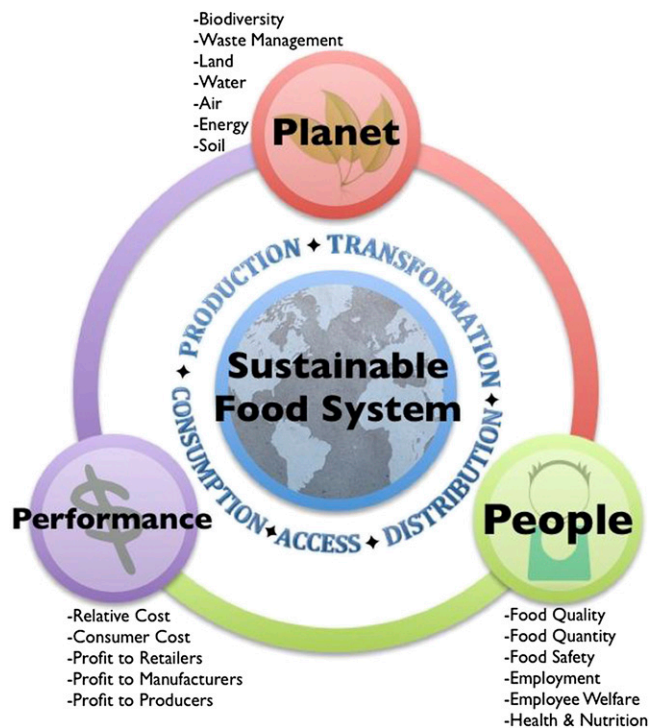 -Biodiversity
-Waste Management
-Land
-Water
-Air
-Energy
-Soil
Planet
PRODUCTION ✦ TRANSFORMATION ✦ DISTRIBUTION ✦ ACCESS ✦ CONSUMPTION ✦
Sustainable
Food System
Performance
-Relative Cost
-Consumer Cost
-Profit to Retailers
-Profit to Manufacturers
-Profit to Producers
People
-Food Quality
-Food Quantity
-Food Safety
-Employment
-Employee Welfare
-Health & Nutrition